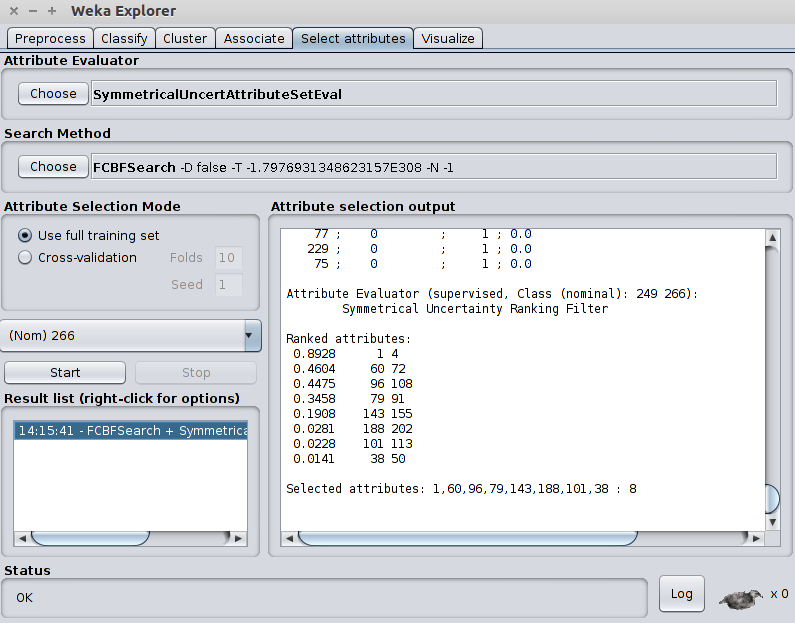 × − + Weka Explorer
Preprocess Classify Cluster Associate Select attributes Visualize
Attribute Evaluator
Choose SymmetricalUncertAttributeSetEval
Search Method
Choose FCBFSearch -D false -T -1.7976931348623157E308 -N -1
Attribute Selection Mode
Use full training set
Cross-validation Folds 10
Seed 1
(Nom) 266
Start Stop
Result list (right-click for options)
14:15:41 - FCBFSearch + Symmetrica
Attribute selection output
77 ; 0 ; 1 ; 0.0
229 ; 0 ; 1 ; 0.0
75 ; 0 ; 1 ; 0.0
Attribute Evaluator (supervised, Class (nominal): 249 266):
Symmetrical Uncertainty Ranking Filter
Ranked attributes:
0.8928 1 4
0.4604 60 72
0.4475 96 108
0.3458 79 91
0.1908 143 155
0.0281 188 202
0.0228 101 113
0.0141 38 50
Selected attributes: 1,60,96,79,143,188,101,38 : 8
Status
OK
Log x 0